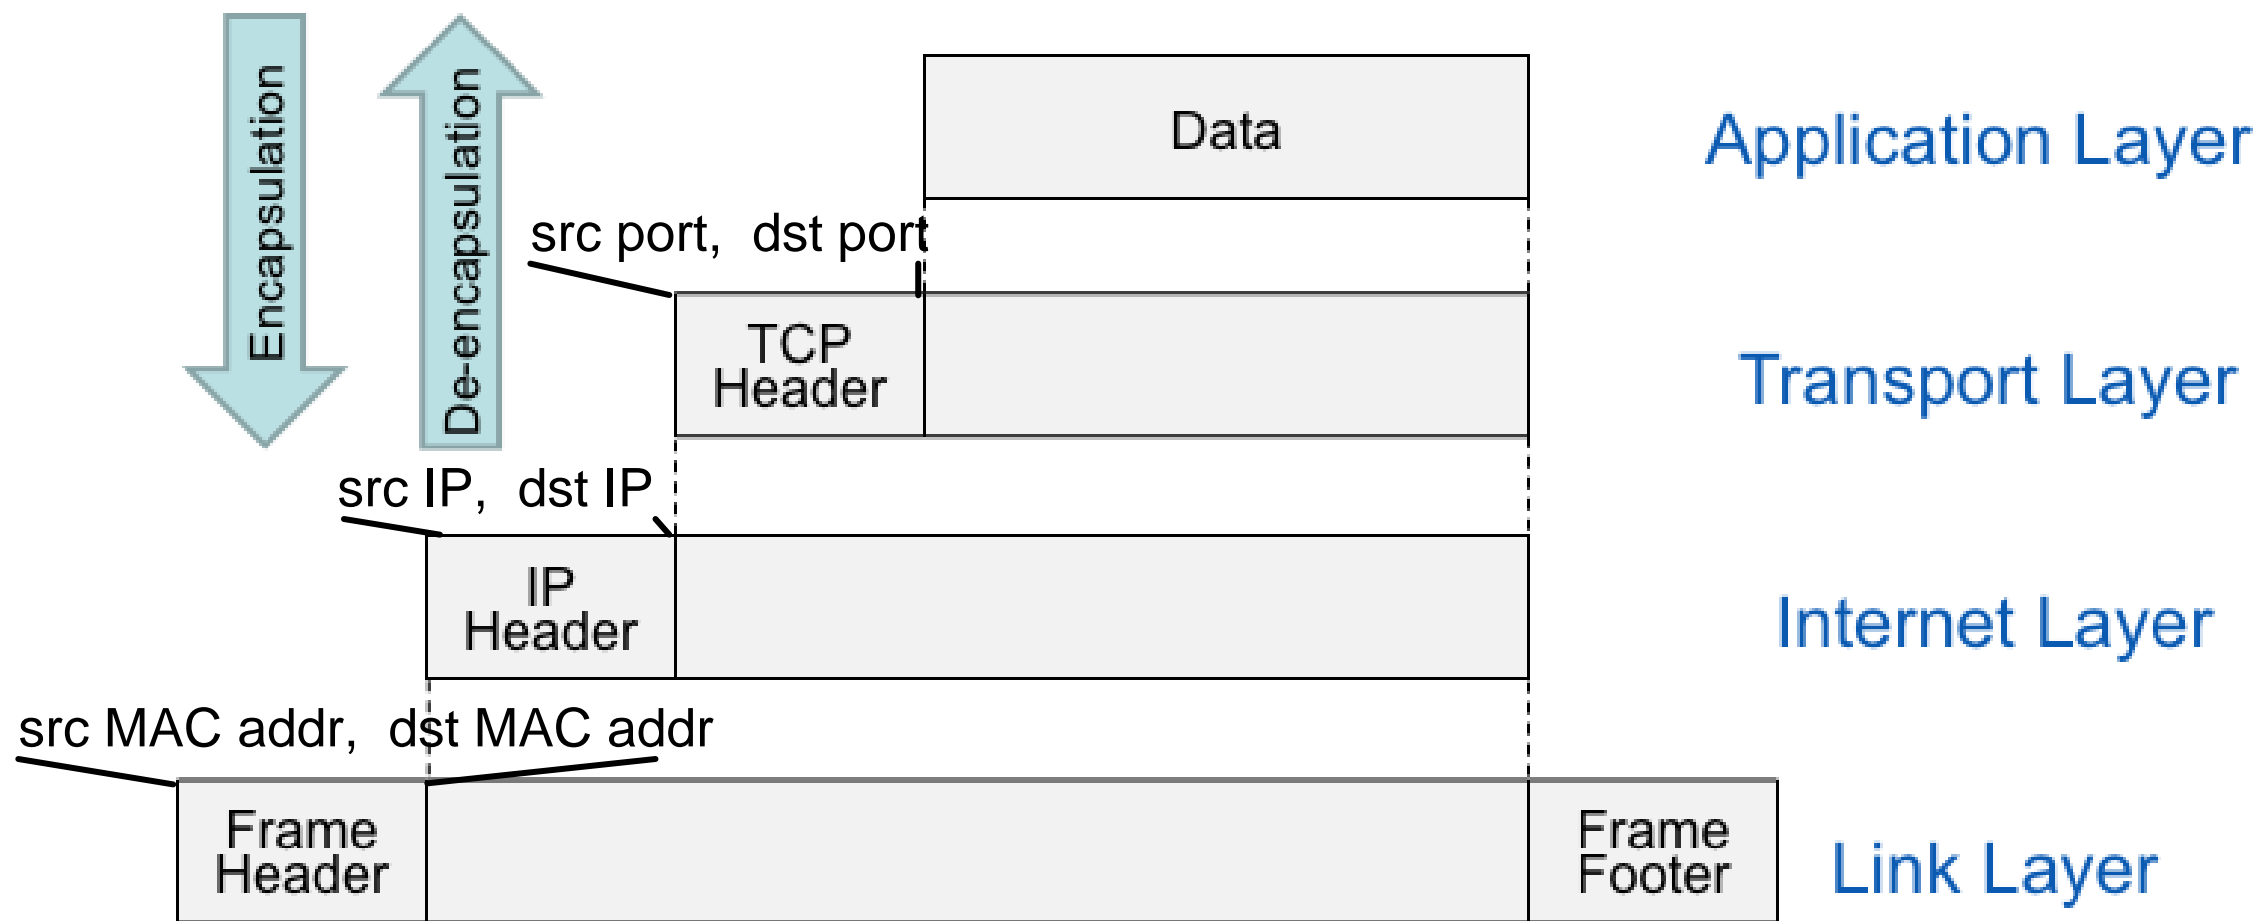 Encapsulation
De-encapsulation
Data
Application Layer
src port,  dst port
TCP
Header
Transport Layer
src IP,  dst IP
IP
Header
Internet Layer
src MAC addr,  dst MAC addr
Frame
Header
Frame
Footer
Link Layer